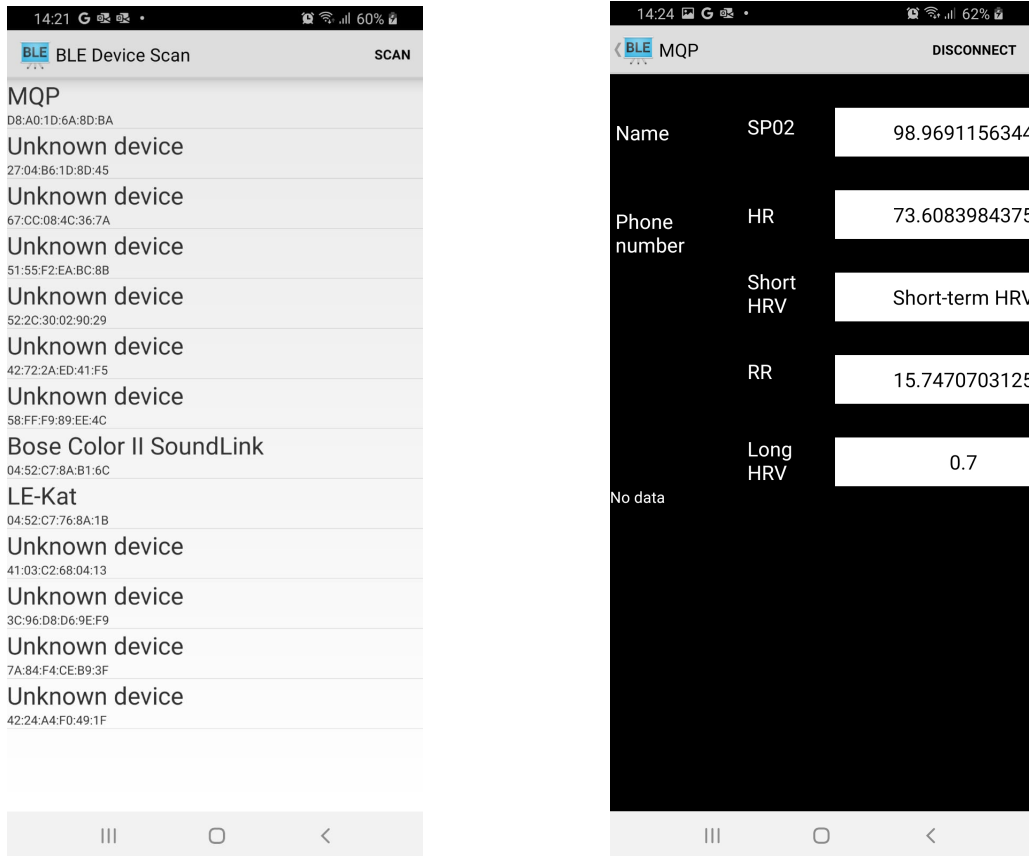 14:21 G • 60%
BLE BLE Device Scan SCAN
MQP
D8:A0:1D:6A:8D:BA
Unknown device
27:04:B6:1D:8D:45
Unknown device
67:CC:08:4C:36:7A
Unknown device
51:55:F2:EA:BC:8B
Unknown device
52:2C:30:02:90:29
Unknown device
42:72:2A:ED:41:F5
Unknown device
58:FF:F9:89:EE:4C
Bose Color II SoundLink
04:52:C7:8A:B1:6C
LE-Kat
04:52:C7:76:8A:1B
Unknown device
41:03:C2:68:04:13
Unknown device
3C:96:D8:D6:9E:F9
Unknown device
7A:84:F4:CE:B9:3F
Unknown device
42:24:A4:F0:49:1F
14:24 G • 62%
BLE MQP DISCONNECT
Name SP02 98.9691156344
Phone
number
HR 73.6083984375
Short
HRV
Short-term HRV
RR 15.7470703125
Long
HRV
0.7
No data